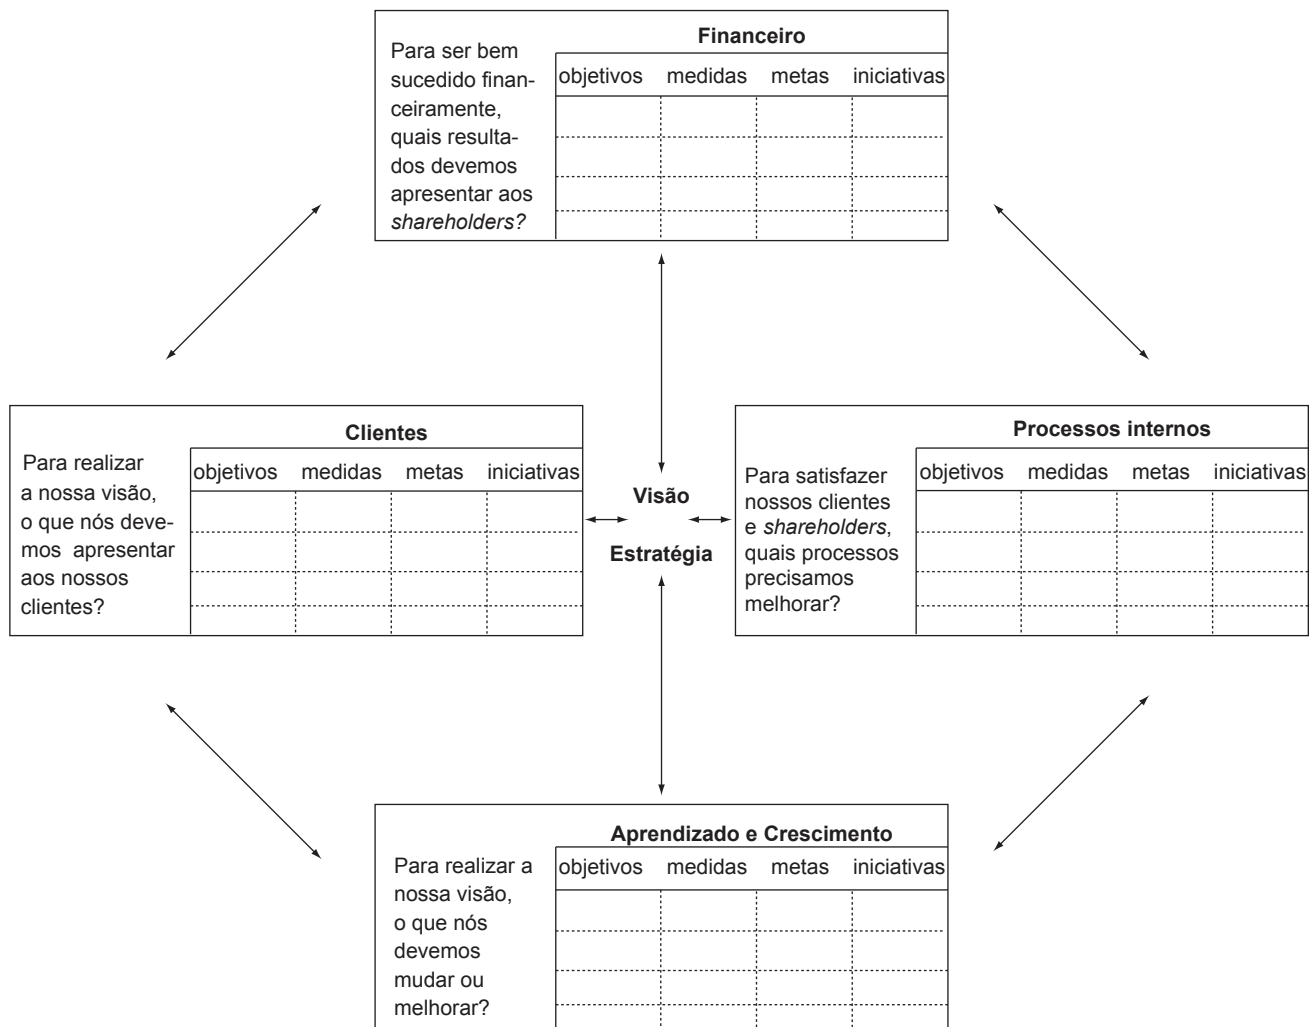 Financeiro
Para ser bem
sucedido finan-
ceiramente,
quais resulta-
dos devemos
apresentar aos
shareholders?
objetivos medidas metas iniciativas
Clientes
Para realizar
a nossa visão,
o que nós deve-
mos apresentar
aos nossos
clientes?
objetivos medidas metas iniciativas
Visão
Estratégia
Processos internos
Para satisfazer
nossos clientes
e shareholders,
quais processos
precisamos
melhorar?
objetivos medidas metas iniciativas
Aprendizado e Crescimento
Para realizar a
nossa visão,
o que nós
devemos
mudar ou
melhorar?
objetivos medidas metas iniciativas